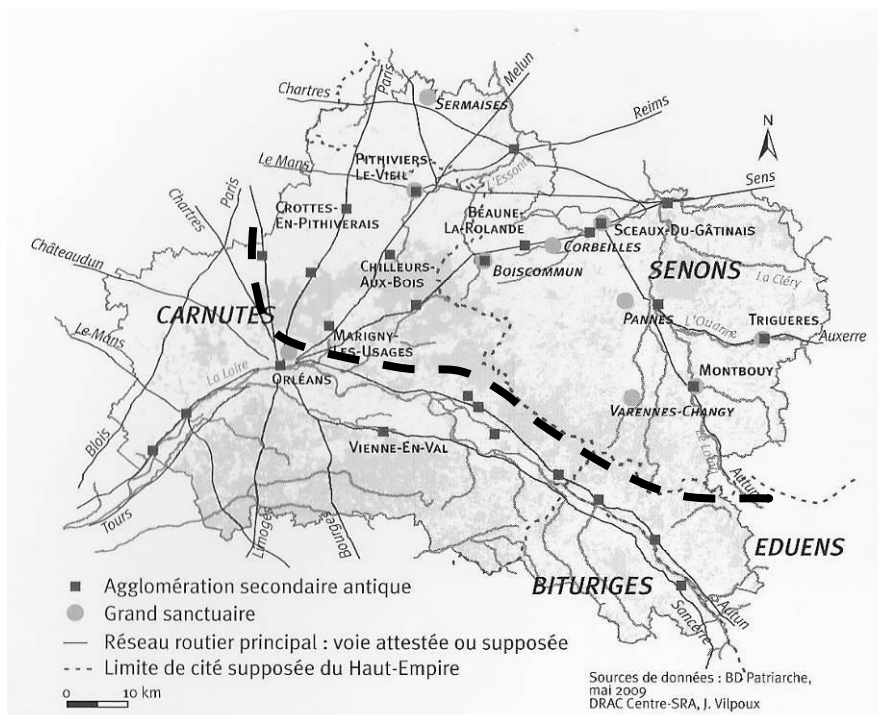 Paris
Melun
Chartres
SERMAISES
Reims
N
PITHIVIERS-
LE-VIEIL
Le Mans
L'Essonne
Sens
Chartres
Paris
CROTTES-
EN-PITHIVERAIS
BEAUNE-
LA-ROLANDE
SCEAUX-DU-GÂTINAIS
CORBEILLES
Châteaudun
CHILLEURS-
AUX-BOIS
BOISCOMMUN
SENONS
La Cléry
CARNUTES
PANNES
TRIGUERES
L'Ouanne
Auxerre
Le-Mans
MARIGNY-
LES-USAGES
La Loire
ORLÉANS
MONTBOUY
VARENNES-CHANGY
Blois
VIENNE-EN-VAL
Le Loing
Autun
Tours
Limoges
Bourges
EDUENS
BITURIGES
Agglomération secondaire antique
Grand sanctuaire
Autun
Sancerre
Réseau routier principal : voie attestée ou supposée
Limite de cité supposée du Haut-Empire
0 10 km
Sources de données : BD Patriarche,
mai 2009
DRAC Centre-SRA, J. Vilpoux